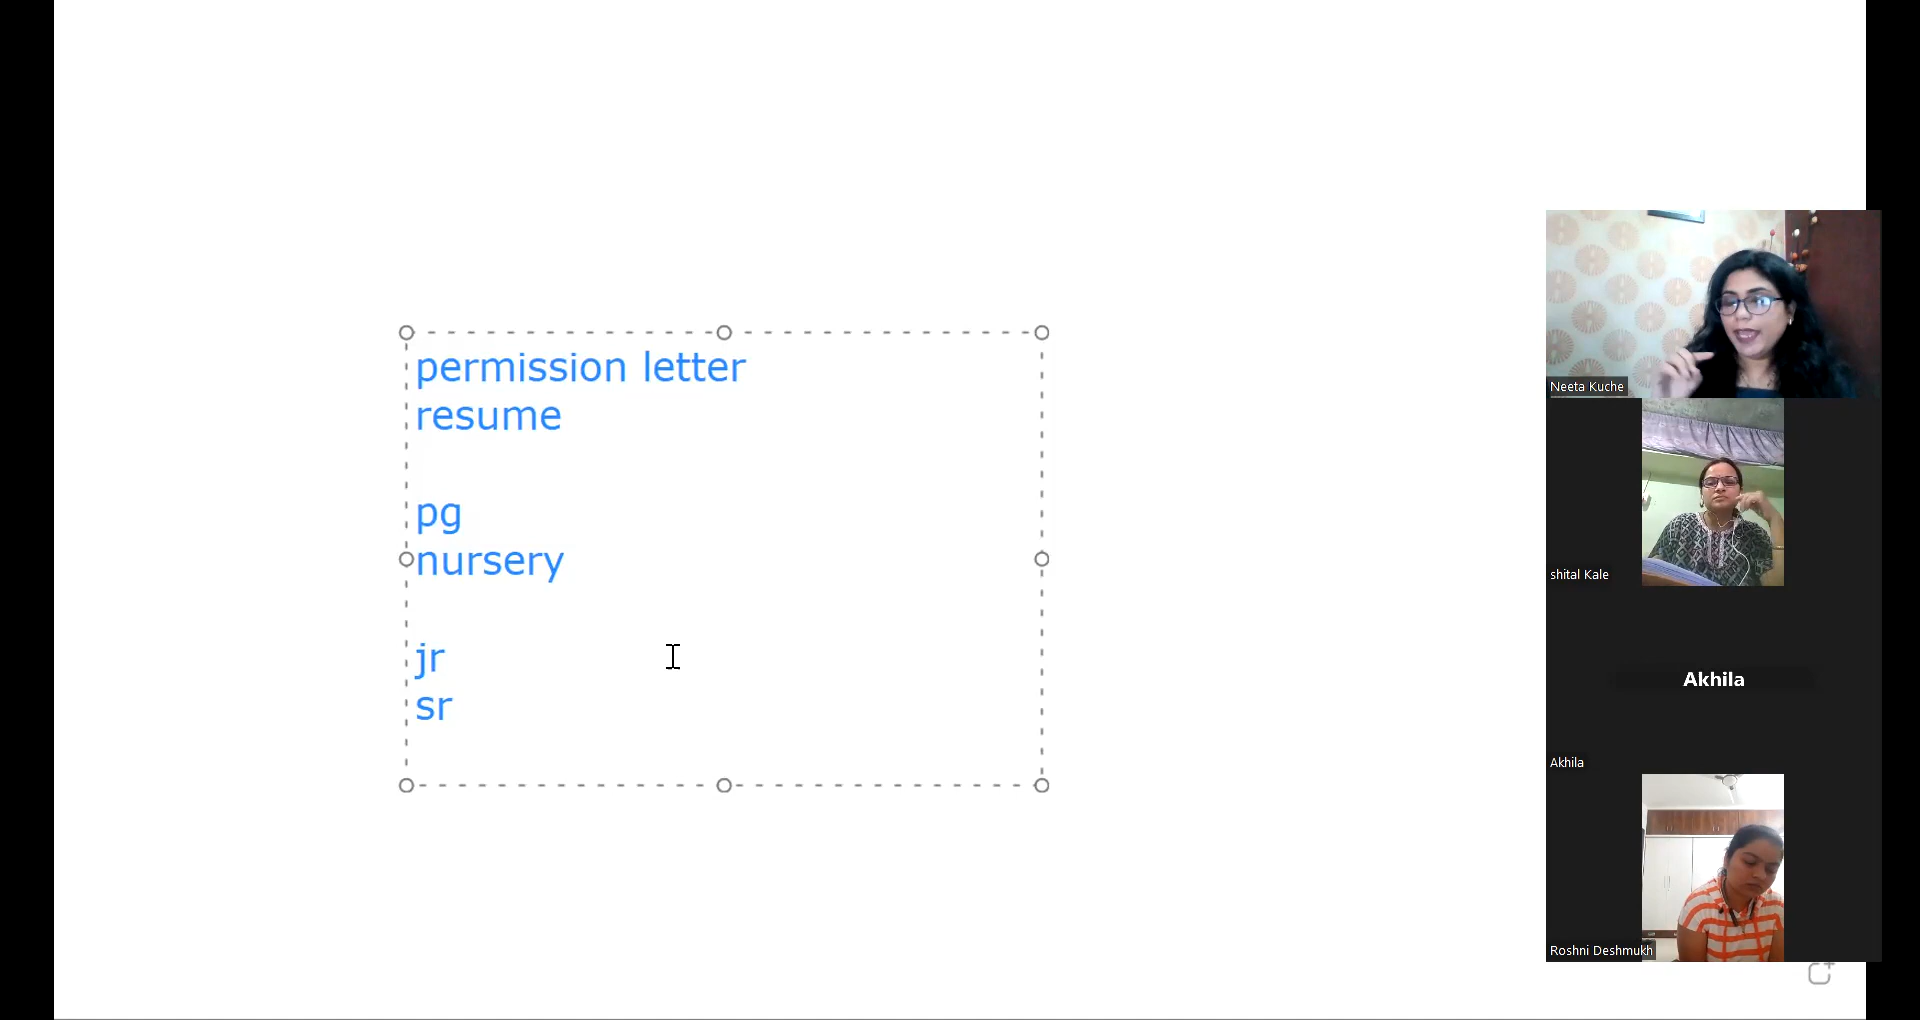 permission letter
resume
pg
nursery
jr
sr
Neeta Kuche
shital Kale
Akhila
Akhila
Roshni Deshmukh